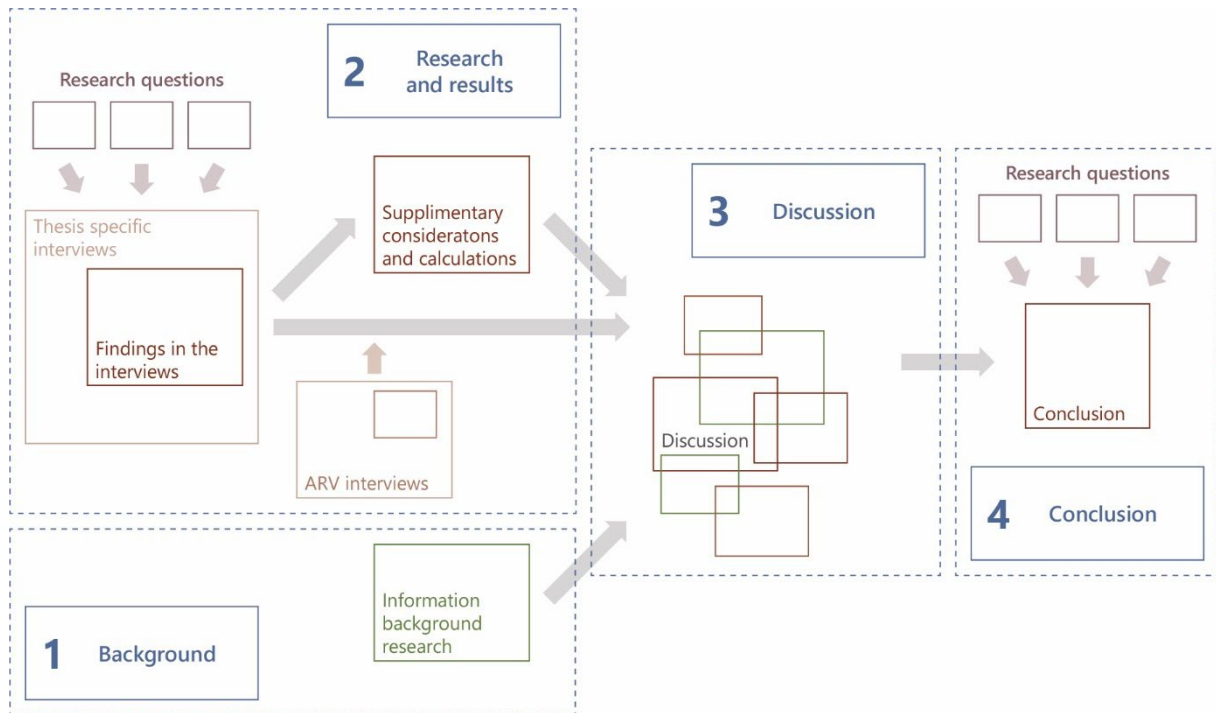 2
Research
and results
Research questions
Thesis specific
interviews
Findings in the
interviews
Supplimentary
consideratons
and calculations
ARV interviews
1
Background
Information
background
research
3
Discussion
Discussion
Research questions
Conclusion
4
Conclusion